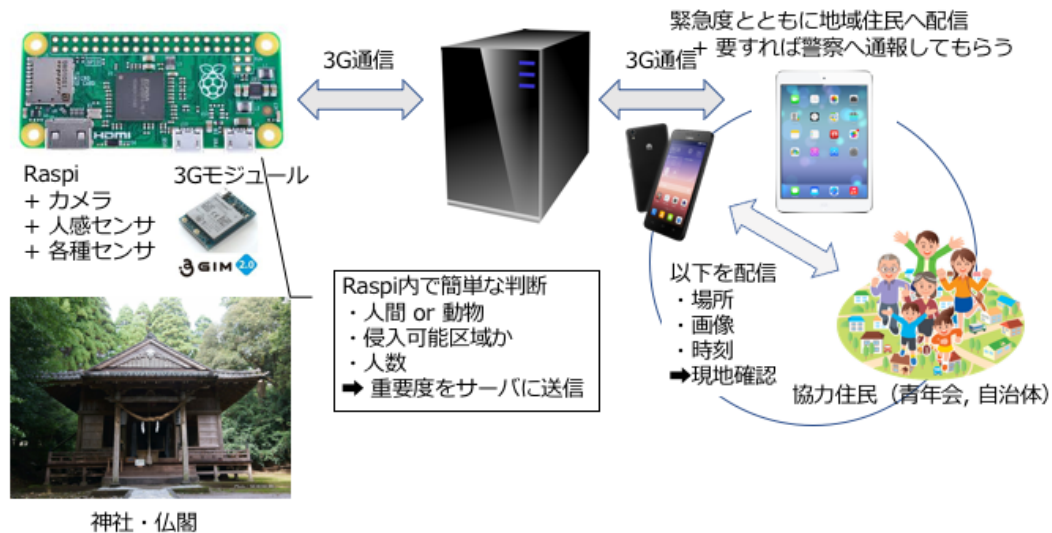 緊急度とともに地域住民へ配信
+ 要すれば警察へ通報してもらう
3G通信
3G通信
HDMI
Raspi
+ カメラ
+ 人感センサ
+ 各種センサ
3Gモジュール
3GIM 2.0
Raspi内で簡単な判断
・人間 or 動物
・侵入可能区域か
・人数
➡ 重要度をサーバに送信
以下を配信
・場所
・画像
・時刻
➡現地確認
協力住民（青年会, 自治体）
神社・仏閣